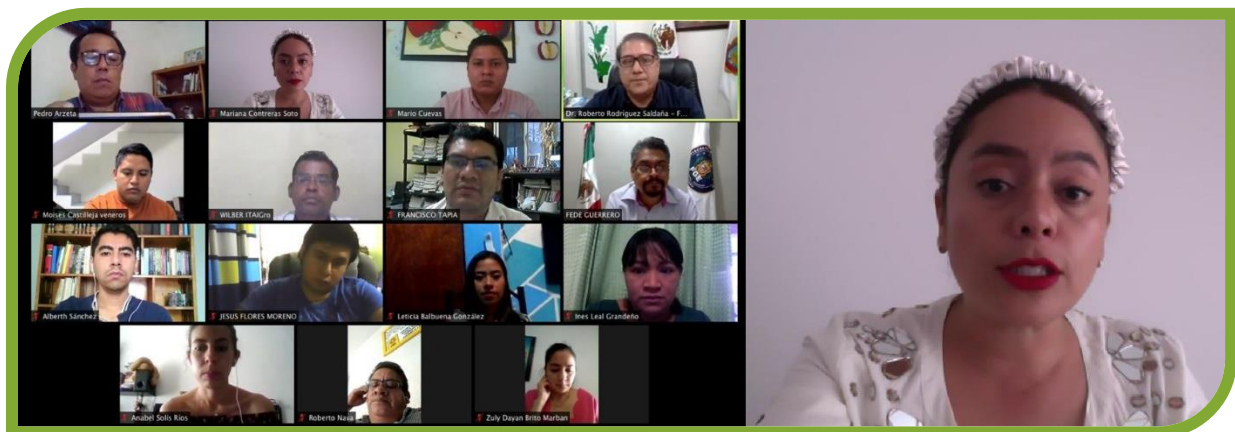 Pedro Arzeta
Mariana Contreras Soto
Mario Cuevas
Dr. Roberto Rodríguez Saldaña - F...
Moises Castilleja veneros
WILBER ITAIGro
FRANCISCO TAPIA
FEDE GUERRERO
Alberth Sánchez
JESUS FLORES MORENO
Leticia Balbuena González
Ines Leal Grandeño
Anabel Solis Rios
Roberto Nava
Zuly Dayan Brito Marban